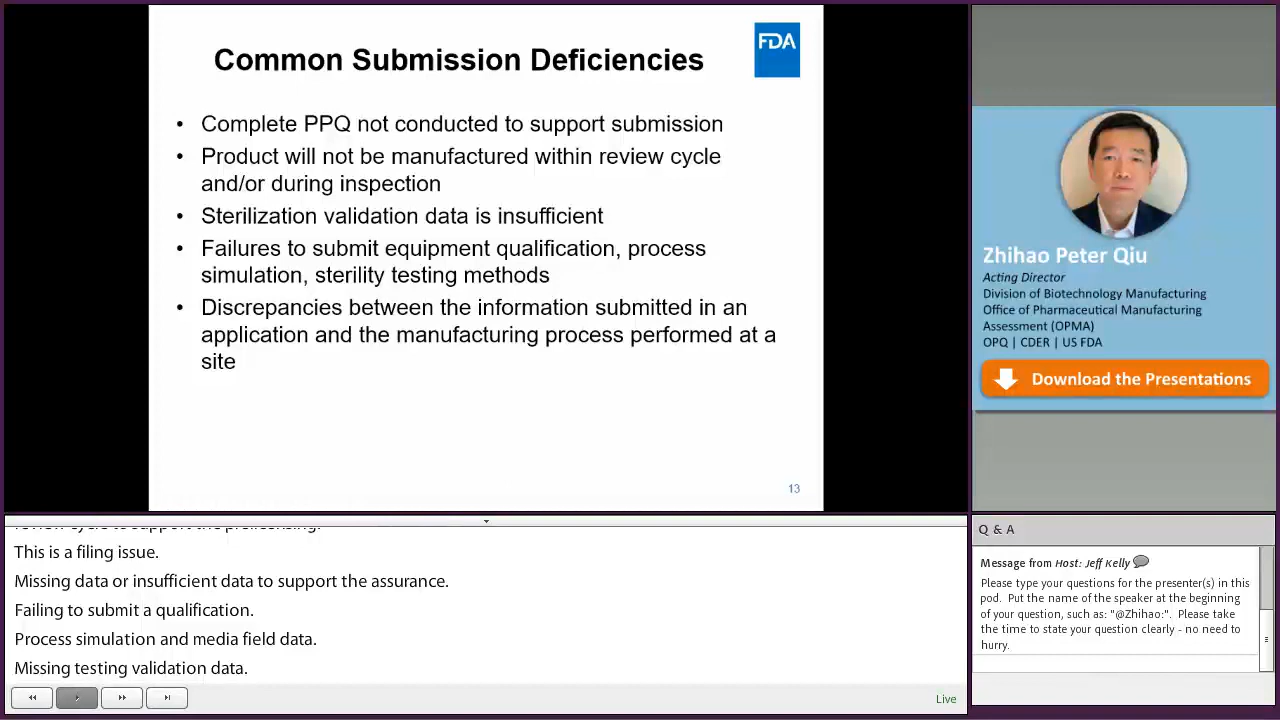 Common Submission Deficiencies
FDA
• Complete PPQ not conducted to support submission
• Product will not be manufactured within review cycle
and/or during inspection
• Sterilization validation data is insufficient
• Failures to submit equipment qualification, process
simulation, sterility testing methods
• Discrepancies between the information submitted in an
application and the manufacturing process performed at a
site
13
Zhihao Peter Qiu
Acting Director
Division of Biotechnology Manufacturing
Office of Pharmaceutical Manufacturing
Assessment (OPMA)
OPQ | CDER | US FDA
Download the Presentations
This is a filing issue.
Missing data or insufficient data to support the assurance.
Failing to submit a qualification.
Process simulation and media field data.
Missing testing validation data.
Live
Q & A
Message from Host: Jeff Kelly
Please type your questions for the presenter(s) in this
pod.  Put the name of the speaker at the beginning
of your question, such as: "@Zhihao:".  Please take
the time to state your question clearly - no need to
hurry.